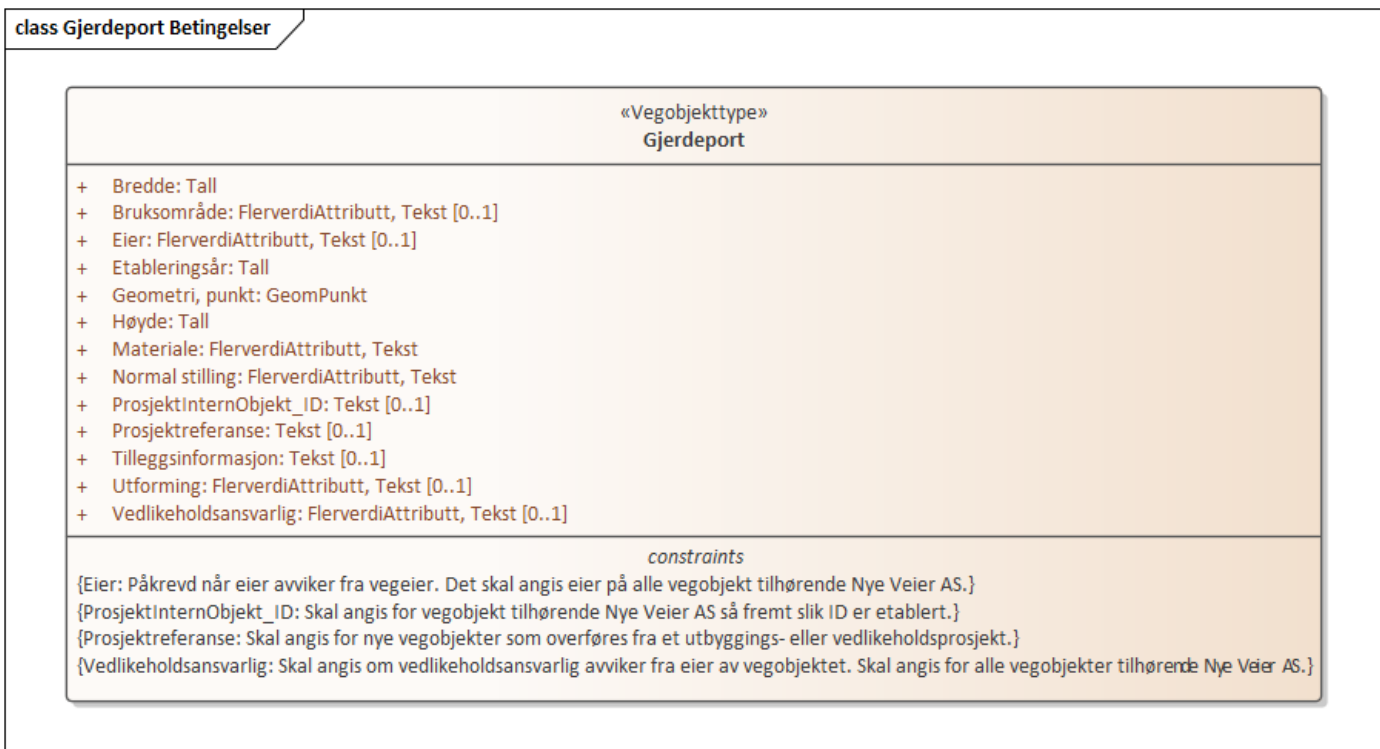 class Gjerdeport Betingelser
«Vegobjekttype»
Gjerdeport
+ Bredde: Tall
+ Bruksområde: FlerverdiAttributt, Tekst [0..1]
+ Eier: FlerverdiAttributt, Tekst [0..1]
+ Etableringsår: Tall
+ Geometri, punkt: GeomPunkt
+ Høyde: Tall
+ Materiale: FlerverdiAttributt, Tekst
+ Normal stilling: FlerverdiAttributt, Tekst
+ ProsjektInternObjekt_ID: Tekst [0..1]
+ Prosjektreferanse: Tekst [0..1]
+ Tilleggsinformasjon: Tekst [0..1]
+ Utforming: FlerverdiAttributt, Tekst [0..1]
+ Vedlikeholdsansvarlig: FlerverdiAttributt, Tekst [0..1]
constraints
{Eier: Påkrevd når eier avviker fra vegeier. Det skal angis eier på alle vegobjekt tilhørende Nye Veier AS.}
{ProsjektInternObjekt_ID: Skal angis for vegobjekt tilhørende Nye Veier AS så fremt slik ID er etablert.}
{Prosjektreferanse: Skal angis for nye vegobjekter som overføres fra et utbyggings- eller vedlikeholdsprosjekt.}
{Vedlikeholdsansvarlig: Skal angis om vedlikeholdsansvarlig avviker fra eier av vegobjektet. Skal angis for alle vegobjekter tilhørende Nye Veier AS.}